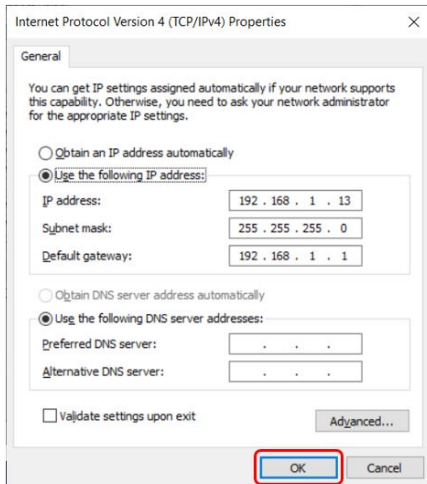 Internet Protocol Version 4 (TCP/IPv4) Properties
General
You can get IP settings assigned automatically if your network supports
this capability. Otherwise, you need to ask your network administrator
for the appropriate IP settings.
Obtain an IP address automatically
Use the following IP address:
IP address: 192 . 168 . 1 . 13
Subnet mask: 255 . 255 . 255 . 0
Default gateway: 192 . 168 . 1 . 1
Obtain DNS server address automatically
Use the following DNS server addresses:
Preferred DNS server: . . .
Alternative DNS server: . . .
Validate settings upon exit
Advanced...
OK Cancel